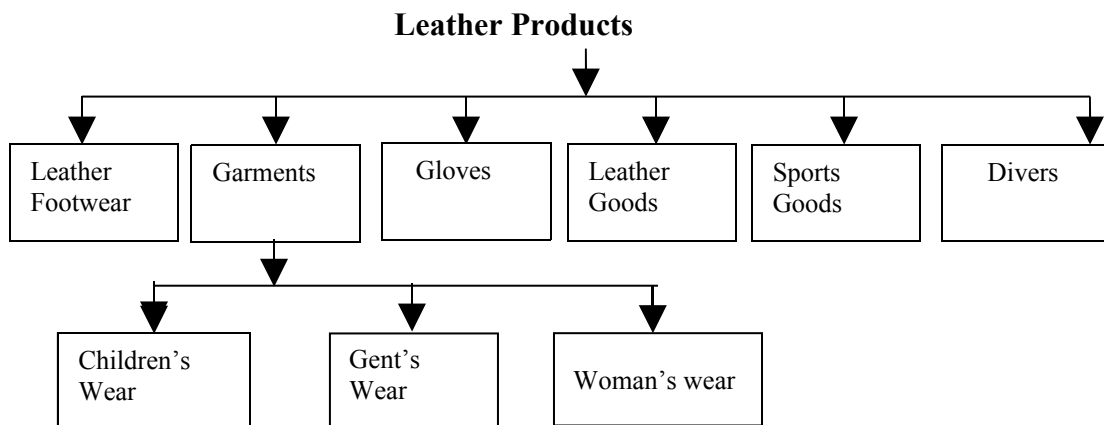 Leather Products
Leather
Footwear
Garments
Gloves
Leather
Goods
Sports
Goods
Divers
Children’s
Wear
Gent’s
Wear
Woman’s wear